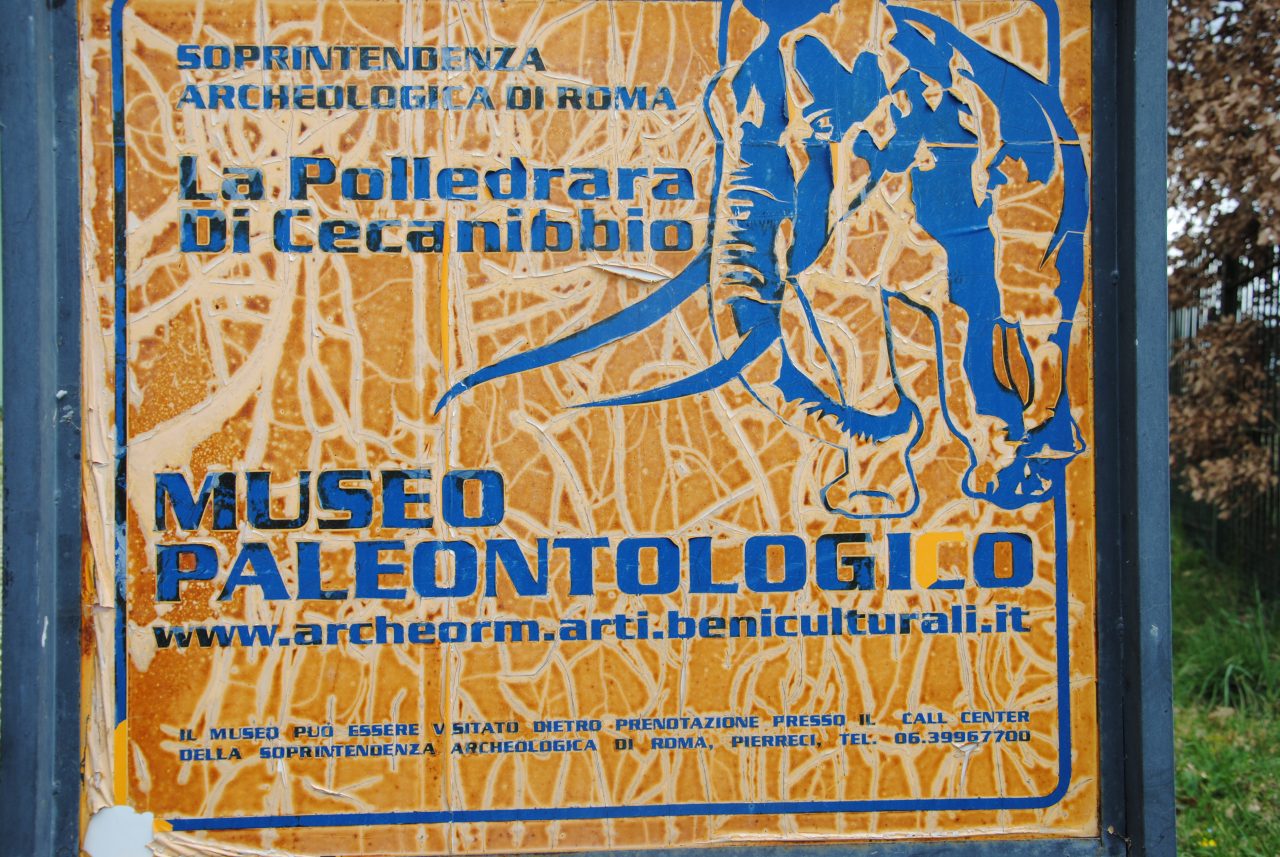 SOPRINTENDENZA
ARCHEOLOGICA DI ROMA
La Polledrara
Di Cecanibbio
MUSEO
PALEONTOLOGICO
www.archeorm.arti.beniculturali.it
IL MUSEO PUÒ ESSERE V SITATO DIETRO PRENOTAZIONE PRESSO IL CALL CENTER
DELLA SOPRINTENDENZA ARCHEOLOGICA DI ROMA, PIERRECI, TEL. 06.39967700